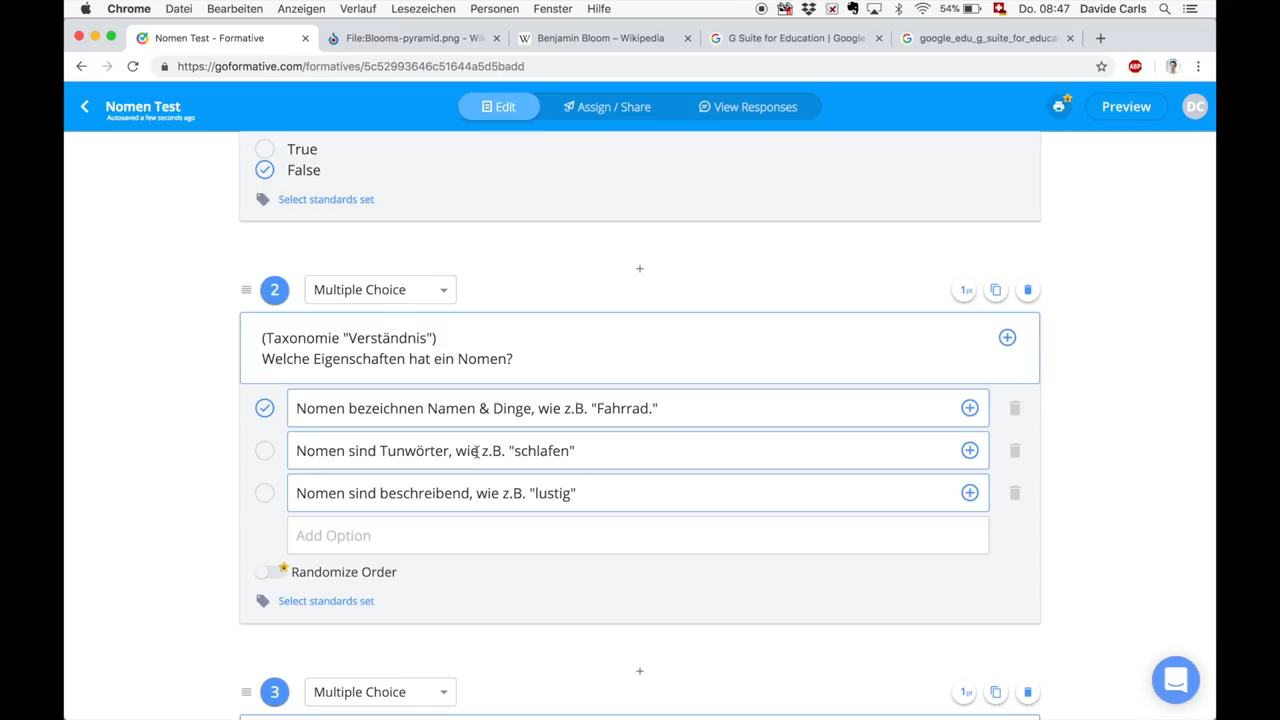 Chrome Datei Bearbeiten Anzeigen Verlauf Lesezeichen Personen Fenster Hilfe 54% Do. 08:47 Davide Carls
Nomen Test - Formative File:Blooms-pyramid.png - Wik Benjamin Bloom – Wikipedia G Suite for Education | Google google_edu_g_suite_for_educa
https://goformative.com/formatives/5c52993646c51644a5d5badd ABP
Nomen Test
Autosaved a few seconds ago
Edit Assign / Share View Responses Preview DC
True
False
Select standards set
+
2 Multiple Choice 1pt
(Taxonomie "Verständnis")
Welche Eigenschaften hat ein Nomen?
Nomen bezeichnen Namen & Dinge, wie z.B. "Fahrrad."
Nomen sind Tunwörter, wie z.B. "schlafen"
Nomen sind beschreibend, wie z.B. "lustig"
Add Option
Randomize Order
Select standards set
+
3 Multiple Choice 1pt